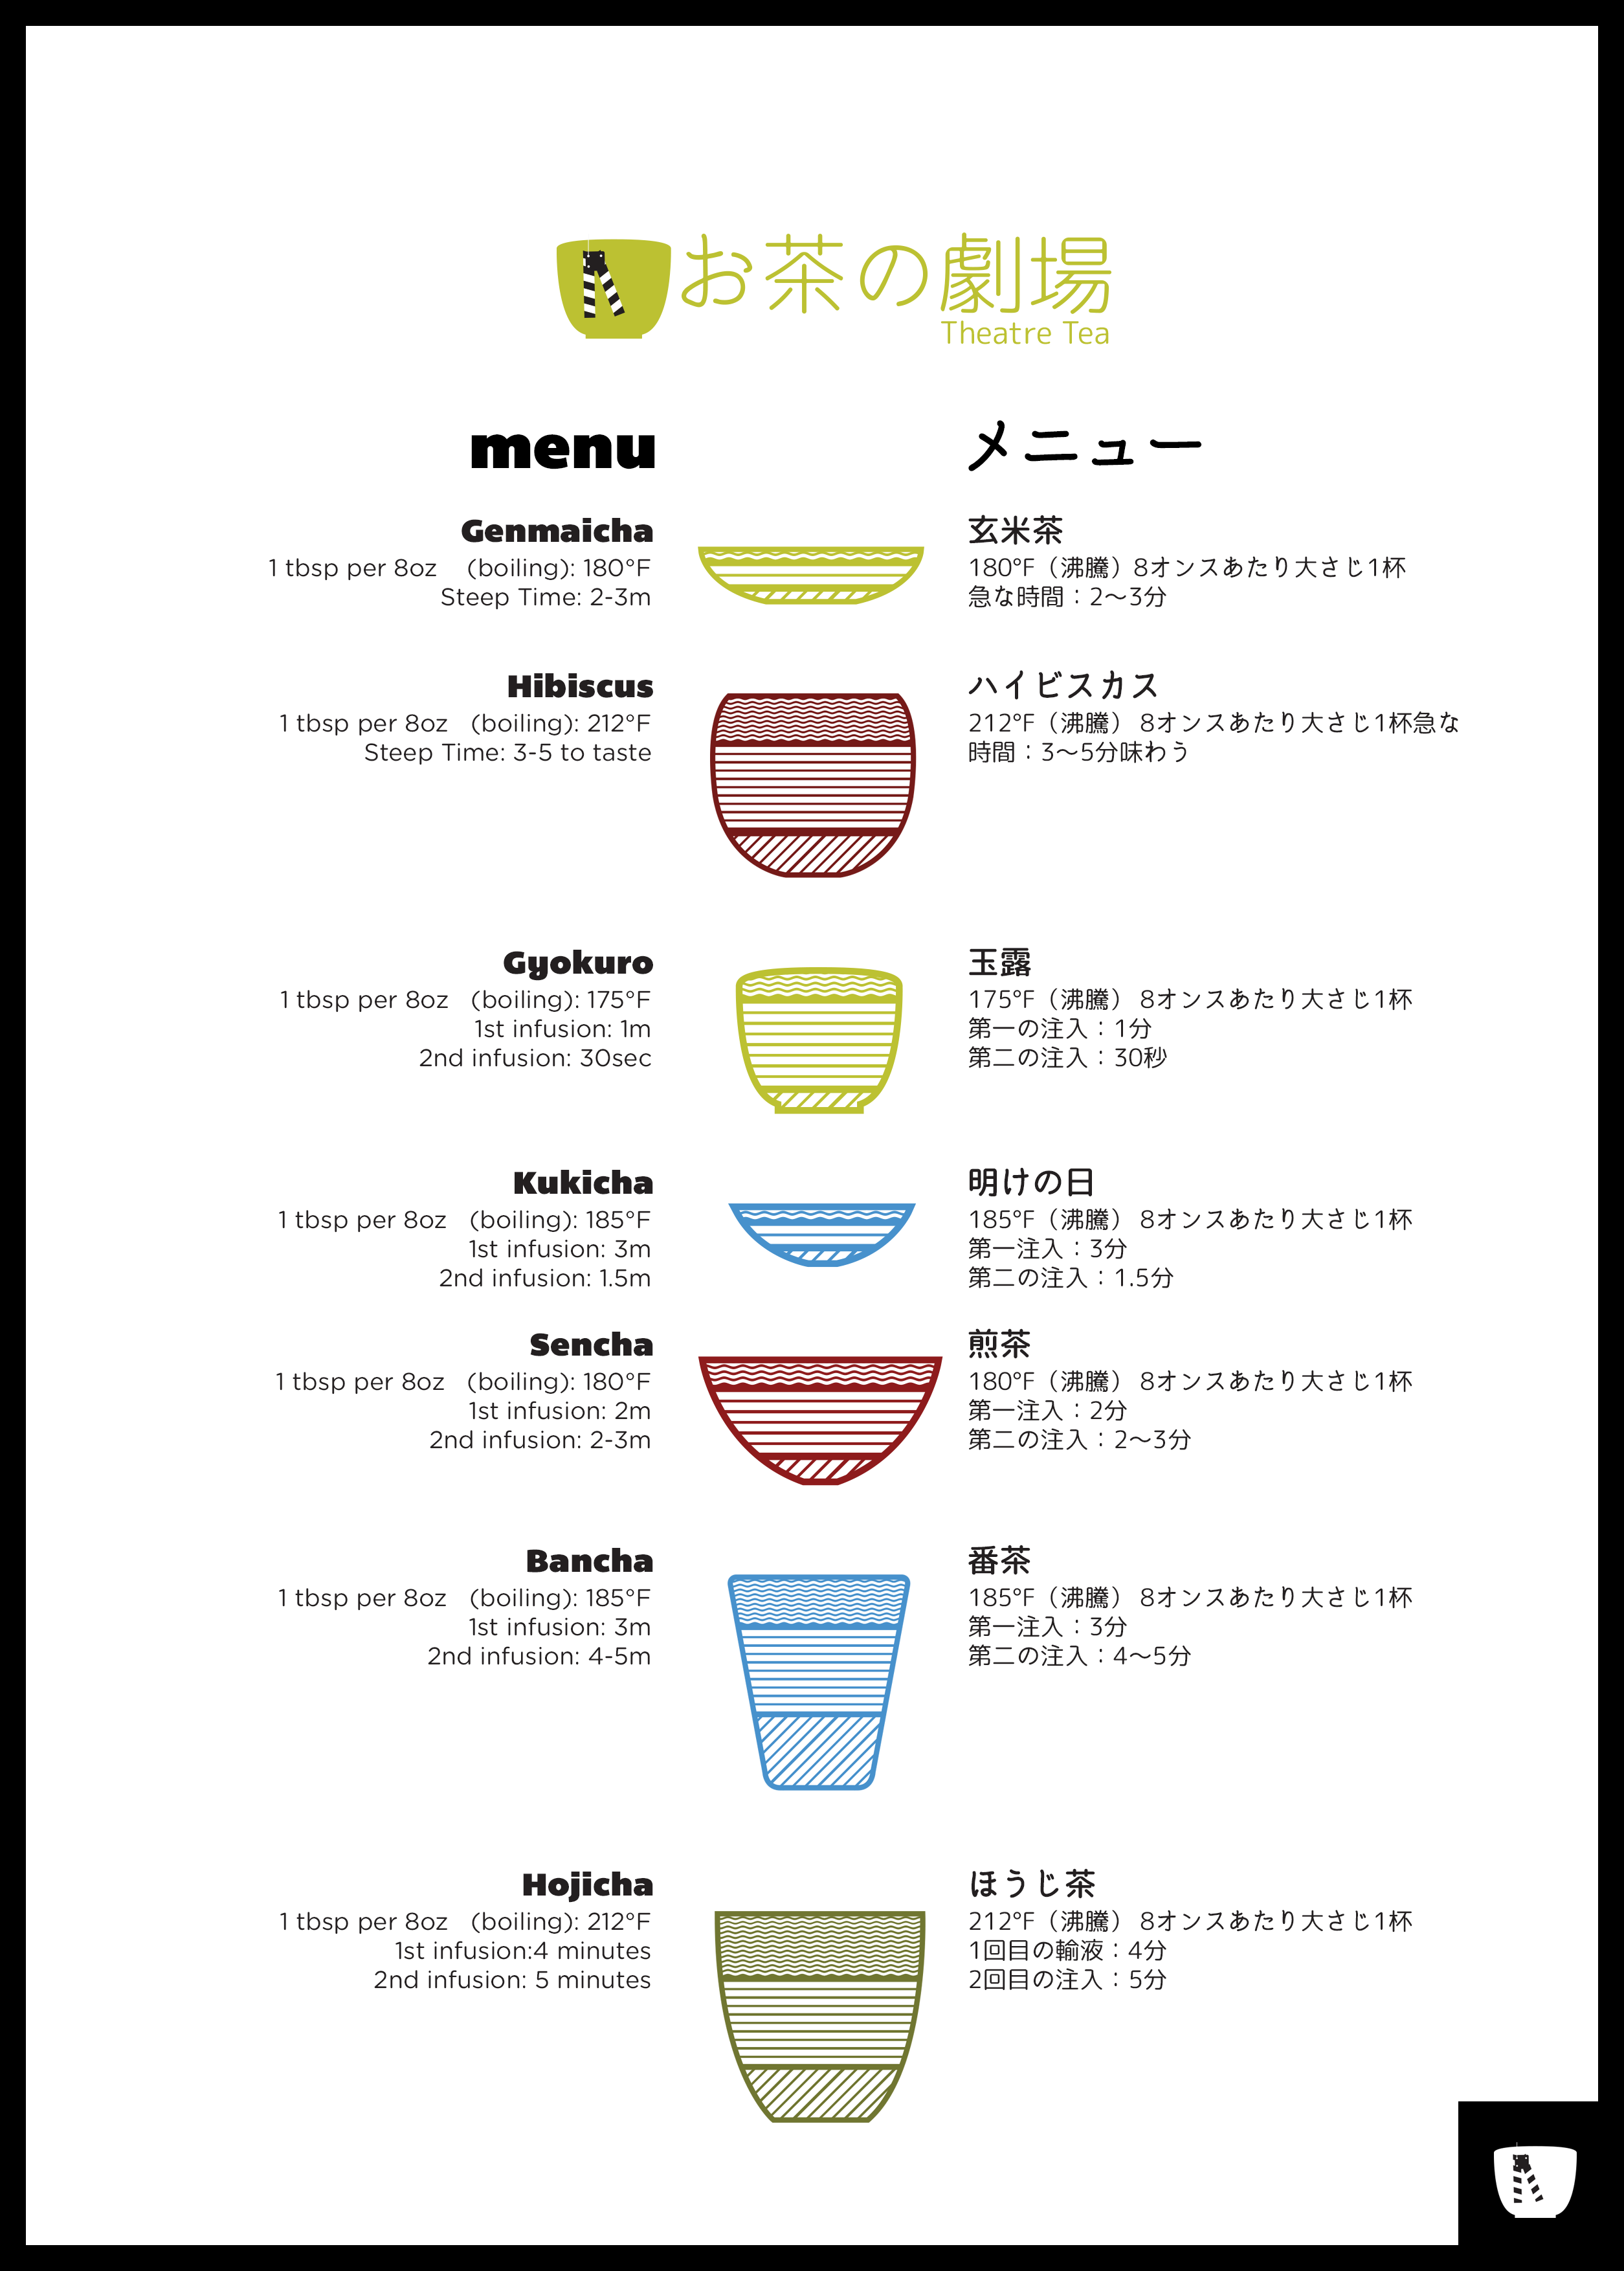 お茶の劇場
Theatre Tea
menu
メニュー
Genmaicha
1 tbsp per 8oz (boiling): 180°F
Steep Time: 2-3m
玄米茶
180°F（沸騰）8オンスあたり大さじ1杯
急な時間：2〜3分
Hibiscus
1 tbsp per 8oz (boiling): 212°F
Steep Time: 3-5 to taste
ハイビスカス
212°F（沸騰） 8オンスあたり大さじ1杯急な
時間：3〜5分味わう
Gyokuro
1 tbsp per 8oz (boiling): 175°F
1st infusion: 1m
2nd infusion: 30sec
玉露
175°F（沸騰） 8オンスあたり大さじ1杯
第一の注入：1分
第二の注入：30秒
Kukicha
1 tbsp per 8oz (boiling): 185°F
1st infusion: 3m
2nd infusion: 1.5m
明けの日
185°F（沸騰） 8オンスあたり大さじ1杯
第一注入：3分
第二の注入：1.5分
Sencha
1 tbsp per 8oz (boiling): 180°F
1st infusion: 2m
2nd infusion: 2-3m
煎茶
180°F（沸騰） 8オンスあたり大さじ1杯
第一注入：2分
第二の注入：2〜3分
Bancha
1 tbsp per 8oz (boiling): 185°F
1st infusion: 3m
2nd infusion: 4-5m
番茶
185°F（沸騰） 8オンスあたり大さじ1杯
第一注入：3分
第二の注入：4〜5分
Hojicha
1 tbsp per 8oz (boiling): 212°F
1st infusion:4 minutes
2nd infusion: 5 minutes
ほうじ茶
212°F（沸騰） 8オンスあたり大さじ1杯
1回目の輸液：4分
2回目の注入：5分